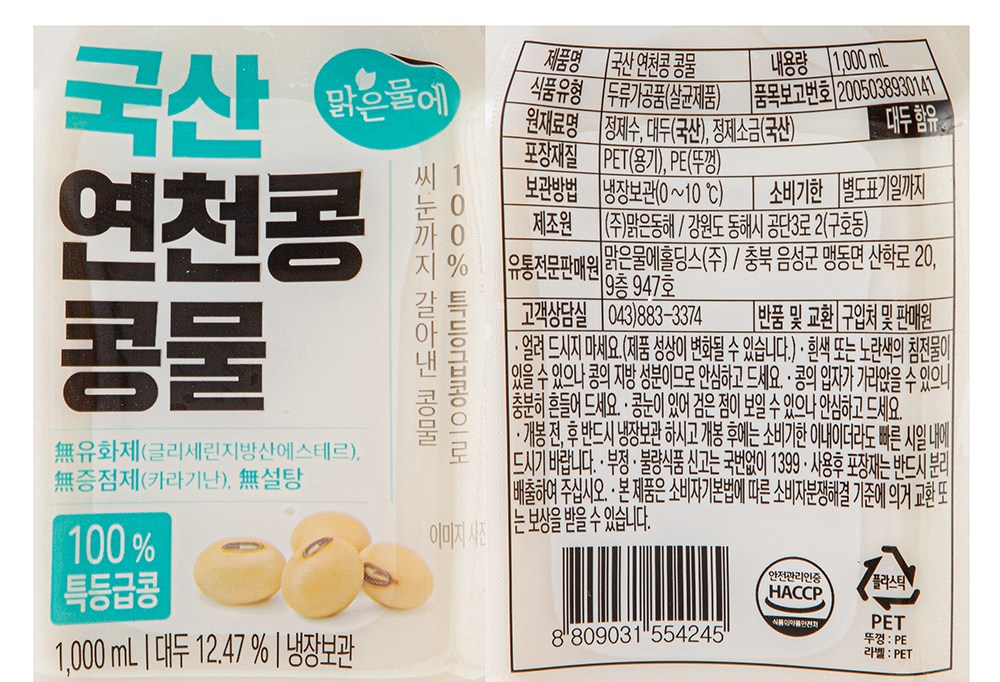 국산
맑은물에
연천콩
콩물
100% 특등급콩으로
씨눈까지 갈아낸 콩물
無유화제(글리세린지방산에스테르),
無증점제(카라기난), 無설탕
이미지 사진
100 %
특등급콩
1,000 mL | 대두 12.47 % | 냉장보관
제품명 국산 연천콩 콩물 내용량 1,000 mL
식품유형 두류가공품(살균제품) 품목보고번호 2005038930141
원재료명 정제수, 대두(국산), 정제소금(국산) 대두 함유
포장재질 PET(용기), PE(뚜껑)
보관방법 냉장보관(0~10 ℃) 소비기한 별도표기일까지
제조원 (주)맑은동해 / 강원도 동해시 공단3로 2(구호동)
유통전문판매원 맑은물에홀딩스(주) / 충북 음성군 맹동면 산학로 20,
9층 947호
고객상담실 043)883-3374 반품 및 교환 구입처 및 판매원
· 얼려 드시지 마세요.(제품 성상이 변화될 수 있습니다.) · 흰색 또는 노란색의 침전물이
있을 수 있으나 콩의 지방 성분이므로 안심하고 드세요. · 콩의 입자가 가라앉을 수 있으니
충분히 흔들어 드세요. · 콩눈이 있어 검은 점이 보일 수 있으나 안심하고 드세요.
· 개봉 전, 후 반드시 냉장보관 하시고 개봉 후에는 소비기한 이내이더라도 빠른 시일 내에
드시기 바랍니다. · 부정 · 불량식품 신고는 국번없이 1399 · 사용후 포장재는 반드시 분리
배출하여 주십시오. · 본 제품은 소비자기본법에 따른 소비자분쟁해결 기준에 의거 교환 또
는 보상을 받을 수 있습니다.
8 809031 554245
안전관리인증
HACCP
식품의약품안전처
플라스틱
PET
뚜껑 : PE
라벨 : PET